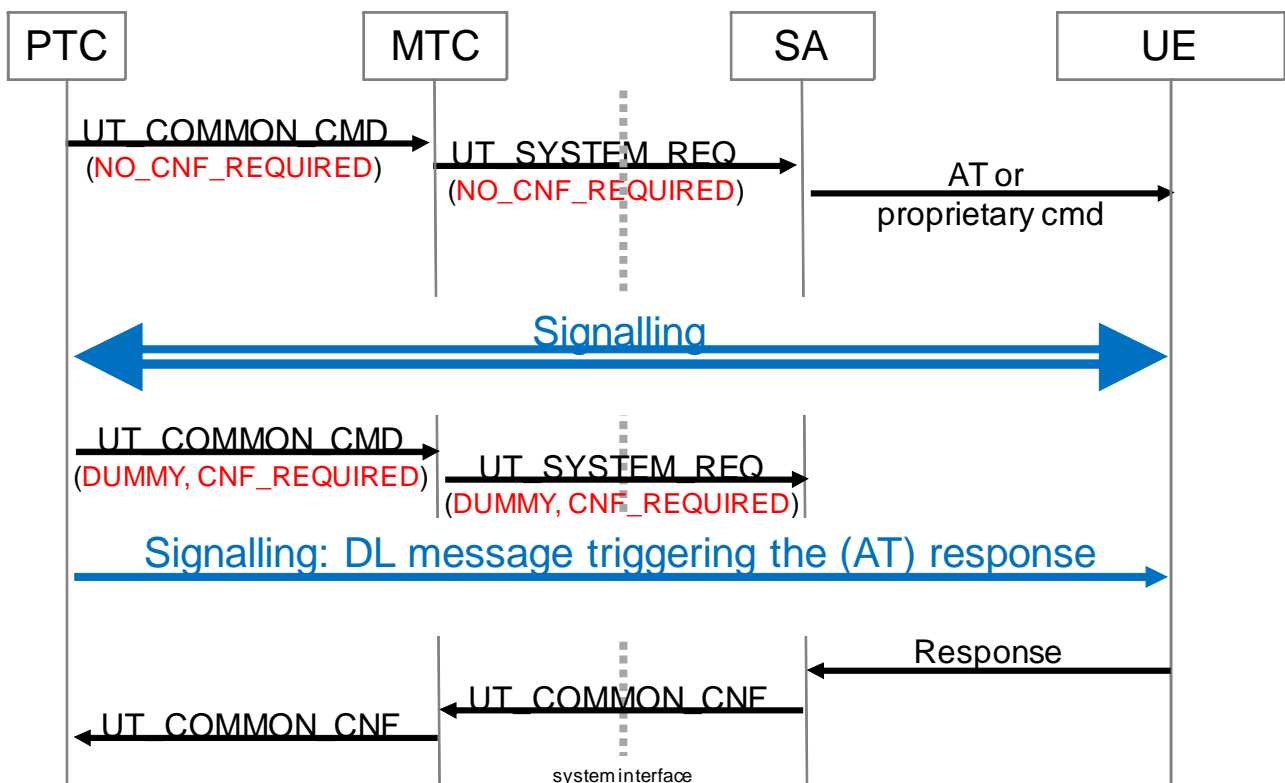 PTC
MTC
SA
UE
UT_COMMON_CMD
(NO_CNF_REQUIRED)
UT_SYSTEM_REQ
(NO_CNF_REQUIRED)
AT or
proprietary cmd
Signalling
UT_COMMON_CMD
(DUMMY, CNF_REQUIRED)
UT_SYSTEM_REQ
(DUMMY, CNF_REQUIRED)
Signalling: DL message triggering the (AT) response
Response
UT_COMMON_CNF
UT_COMMON_CNF
system interface